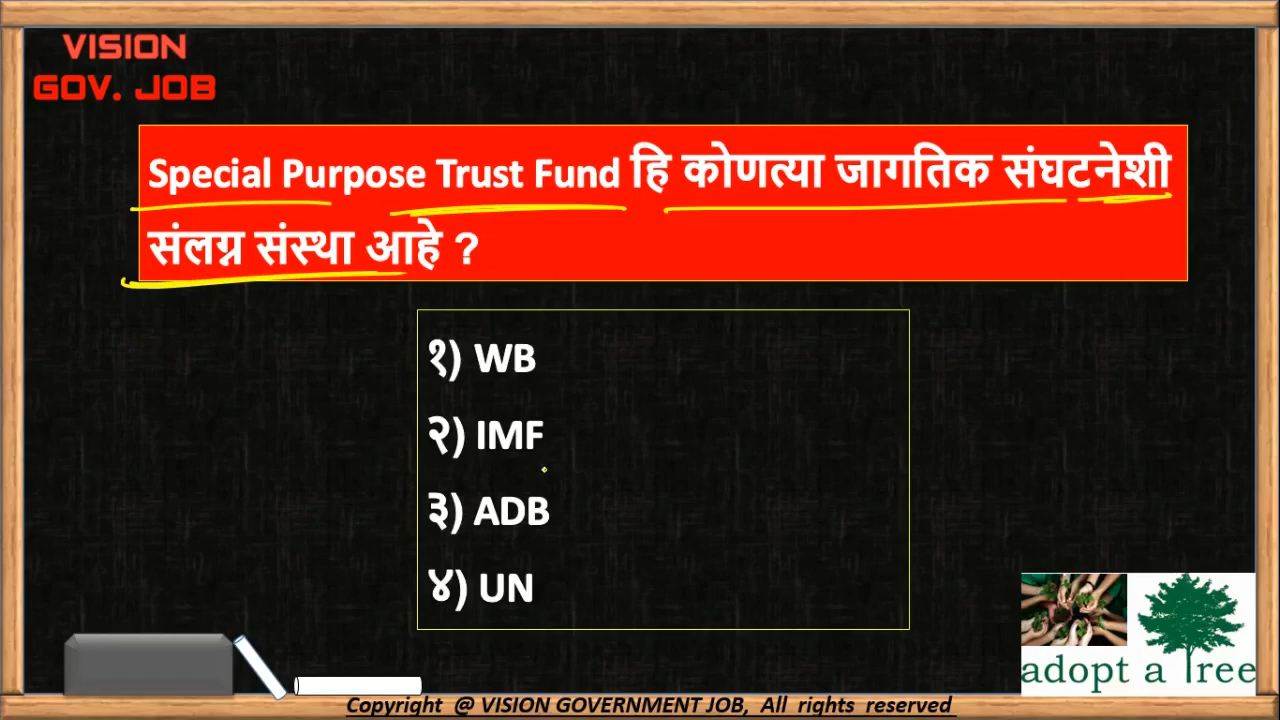 VISION
GOV. JOB
Special Purpose Trust Fund हि कोणत्या जागतिक संघटनेशी
संलग्न संस्था आहे ?
१) WB
२) IMF
३) ADB
४) UN
adopt a Tree
Copyright @ VISION GOVERNMENT JOB, All rights reserved